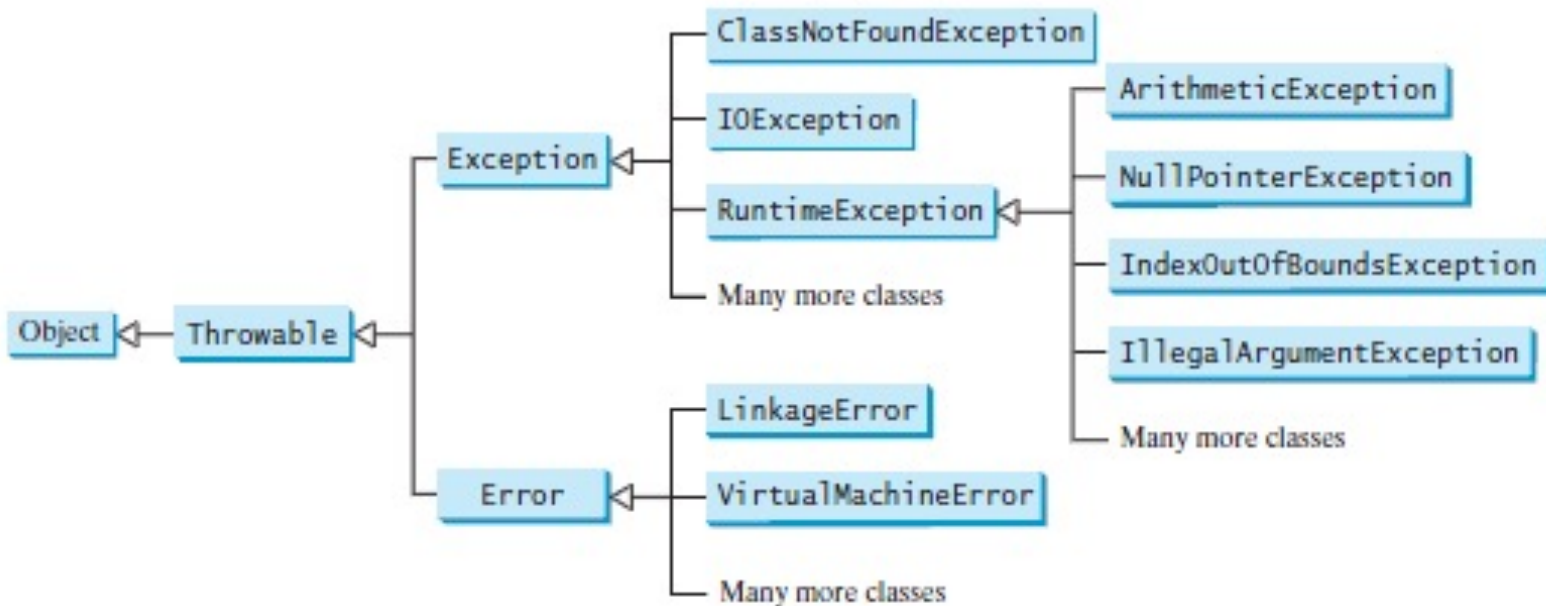 Object
Throwable
Exception
ClassNotFoundException
IOException
RuntimeException
Many more classes
ArithmeticException
NullPointerException
IndexOutOfBoundsException
IllegalArgumentException
Many more classes
Error
LinkageError
VirtualMachineError
Many more classes